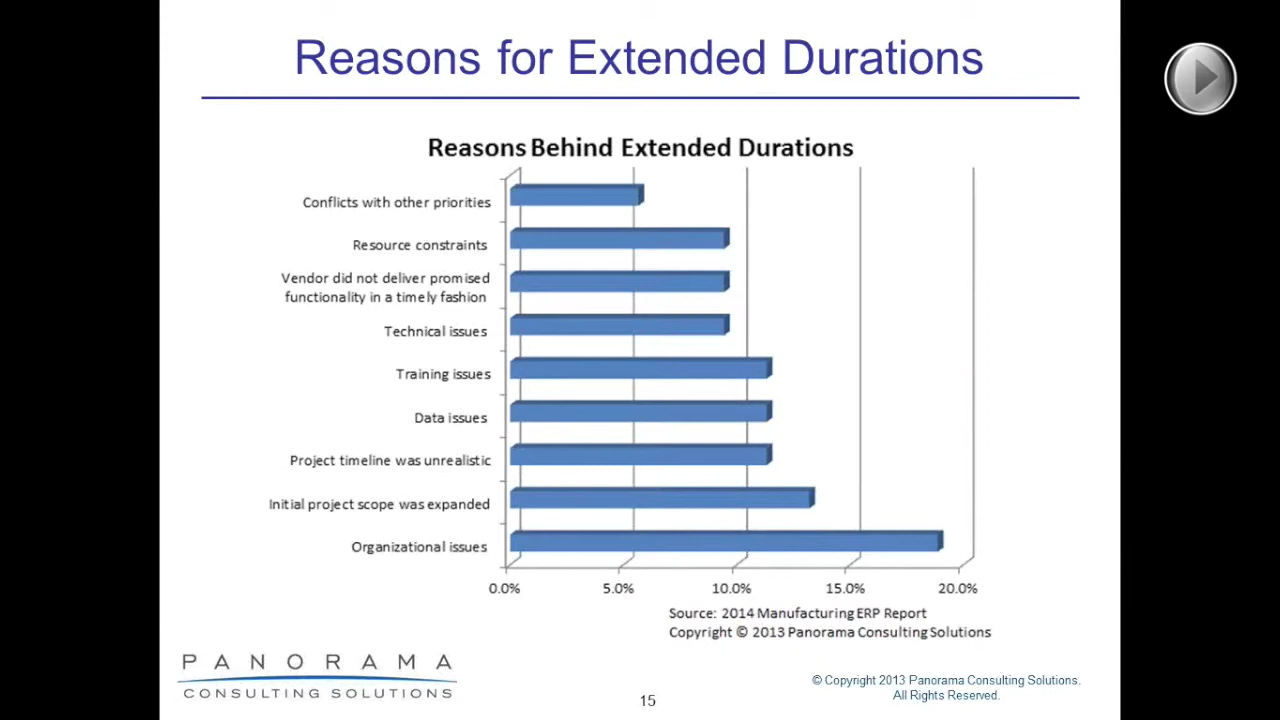 Reasons for Extended Durations
Reasons Behind Extended Durations
Conflicts with other priorities
Resource constraints
Vendor did not deliver promised
functionality in a timely fashion
Technical issues
Training issues
Data issues
Project timeline was unrealistic
Initial project scope was expanded
Organizational issues
0.0% 5.0% 10.0% 15.0% 20.0%
Source: 2014 Manufacturing ERP Report
Copyright © 2013 Panorama Consulting Solutions
PANORAMA
CONSULTING SOLUTIONS
15
© Copyright 2013 Panorama Consulting Solutions.
All Rights Reserved.